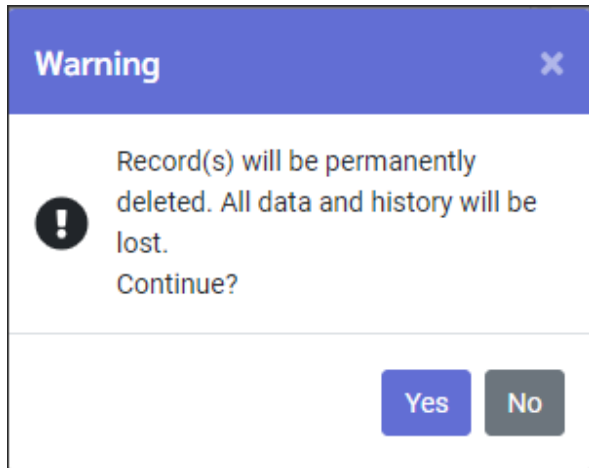 Warning
×
Record(s) will be permanently
deleted. All data and history will be
lost.
Continue?
Yes
No